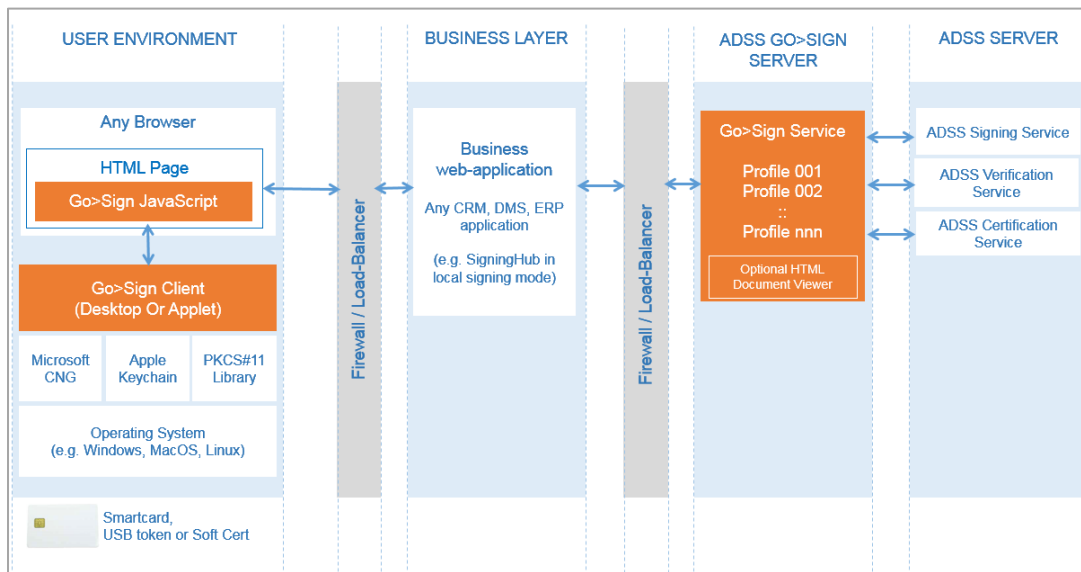 USER ENVIRONMENT
Any Browser
HTML Page
Go>Sign JavaScript
Go>Sign Client
(Desktop Or Applet)
Microsoft
CNG
Apple
Keychain
PKCS#11
Library
Operating System
(e.g. Windows, MacOS, Linux)
Smartcard,
USB token or Soft Cert
Firewall / Load-Balancer
BUSINESS LAYER
Business
web-application
Any CRM, DMS, ERP
application
(e.g. SigningHub in
local signing mode)
Firewall / Load-Balancer
ADSS GO>SIGN
SERVER
Go>Sign Service
Profile 001
Profile 002
::
Profile nnn
Optional HTML
Document Viewer
ADSS SERVER
ADSS Signing Service
ADSS Verification
Service
ADSS Certification
Service